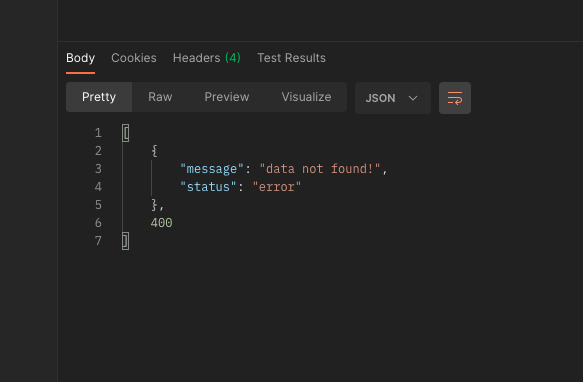 Body Cookies Headers (4) Test Results
Pretty Raw Preview Visualize JSON
1 [
2 {
3 "message": "data not found!",
4 "status": "error"
5 },
6 400
7 ]